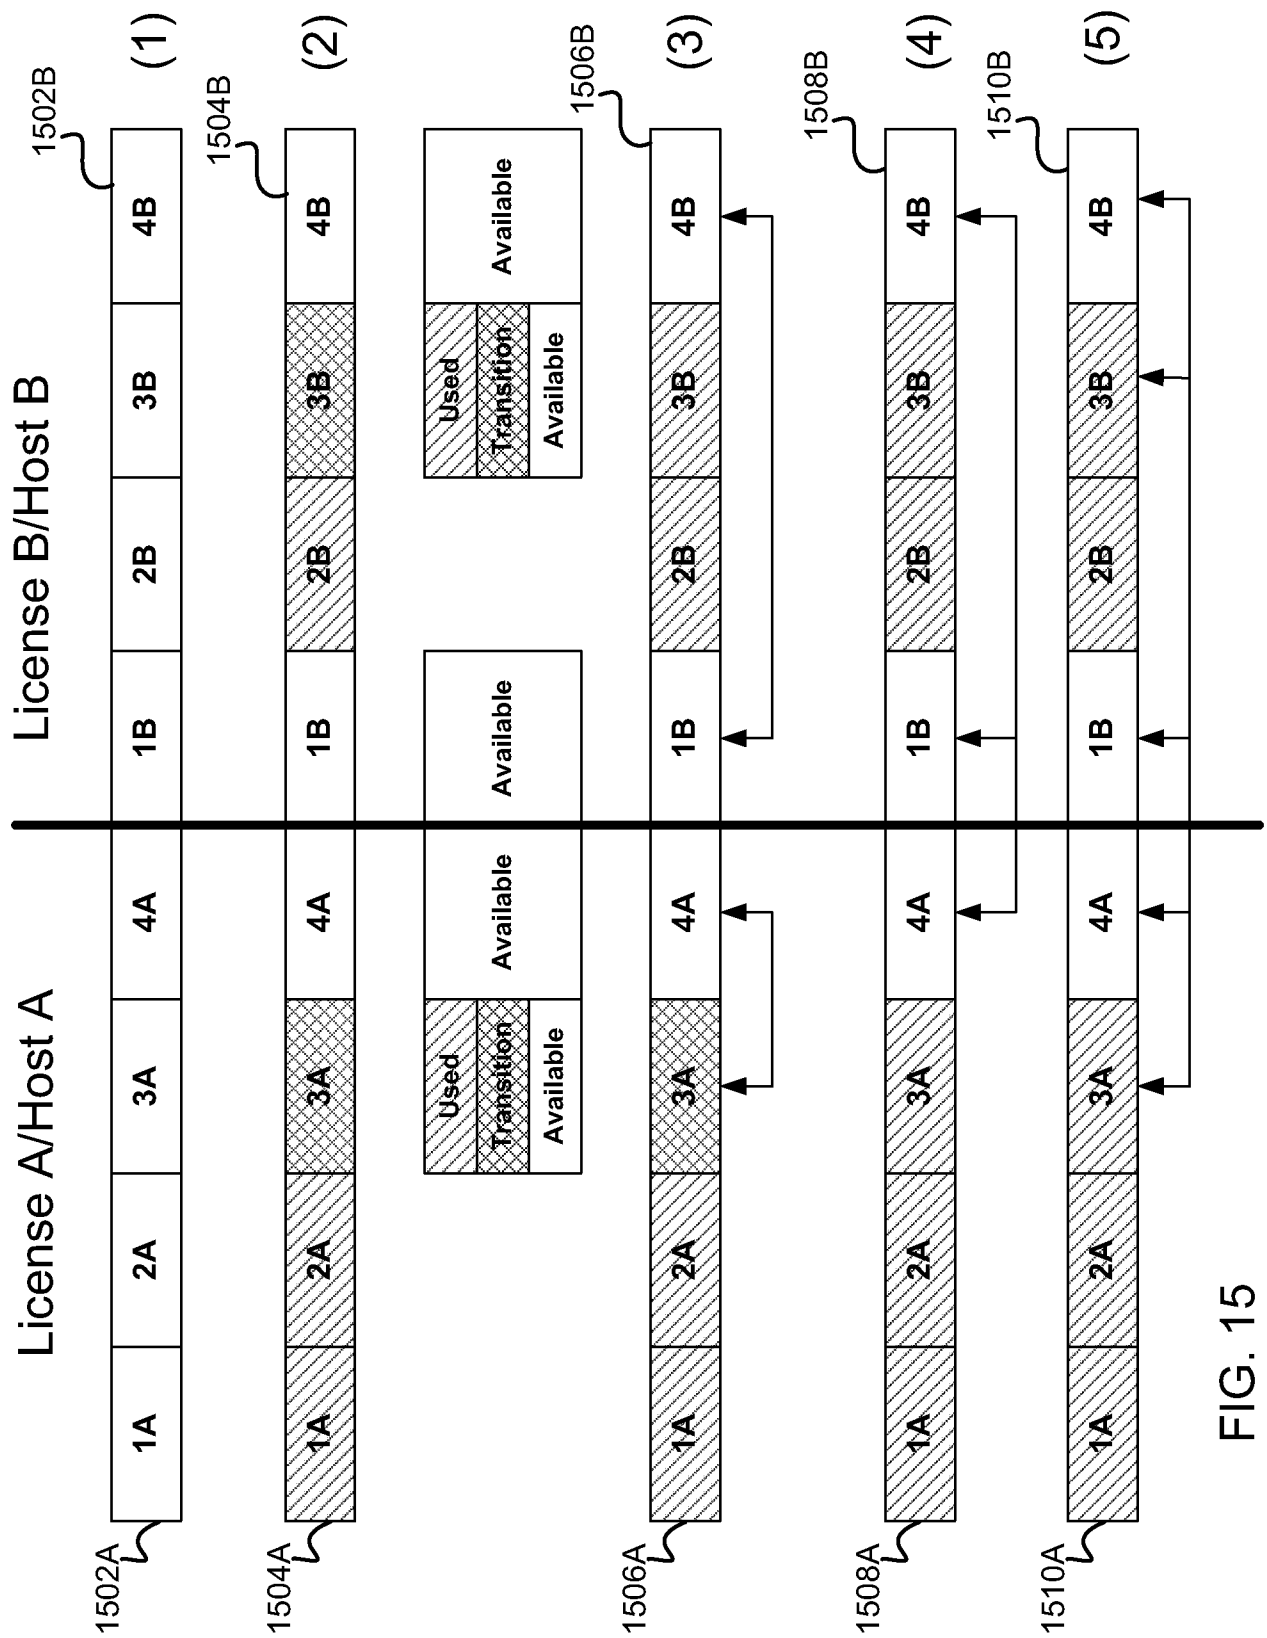 License A/Host A
License B/Host B
1502A
1A
2A
3A
4A
1B
2B
3B
4B
1502B
(1)
1504A
1A
2A
3A
4A
1B
2B
3B
4B
1504B
(2)
Used
Transition
Available
Available
Available
Used
Transition
Available
Available
1506A
1A
2A
3A
4A
1B
2B
3B
4B
1506B
(3)
1508A
1A
2A
3A
4A
1B
2B
3B
4B
1508B
(4)
1510A
1A
2A
3A
4A
1B
2B
3B
4B
1510B
(5)
FIG. 15